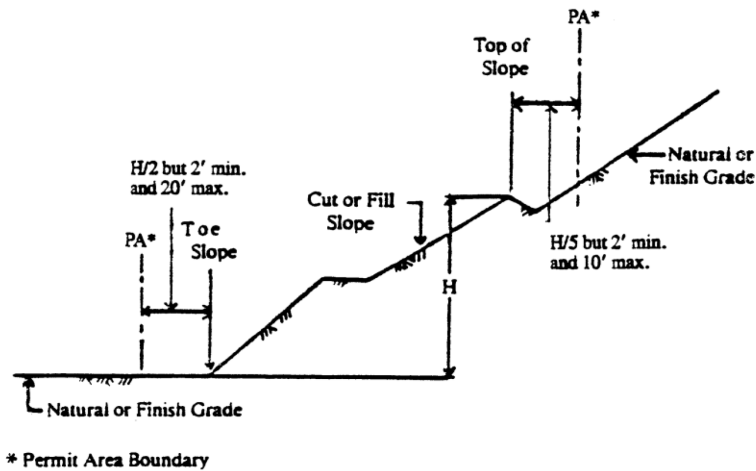 PA*
Top of
Slope
Natural or
Finish Grade
H/2 but 2' min.
and 20' max.
Cut or Fill
Slope
PA*
Toe
Slope
H/5 but 2' min.
and 10' max.
H
Natural or Finish Grade
* Permit Area Boundary